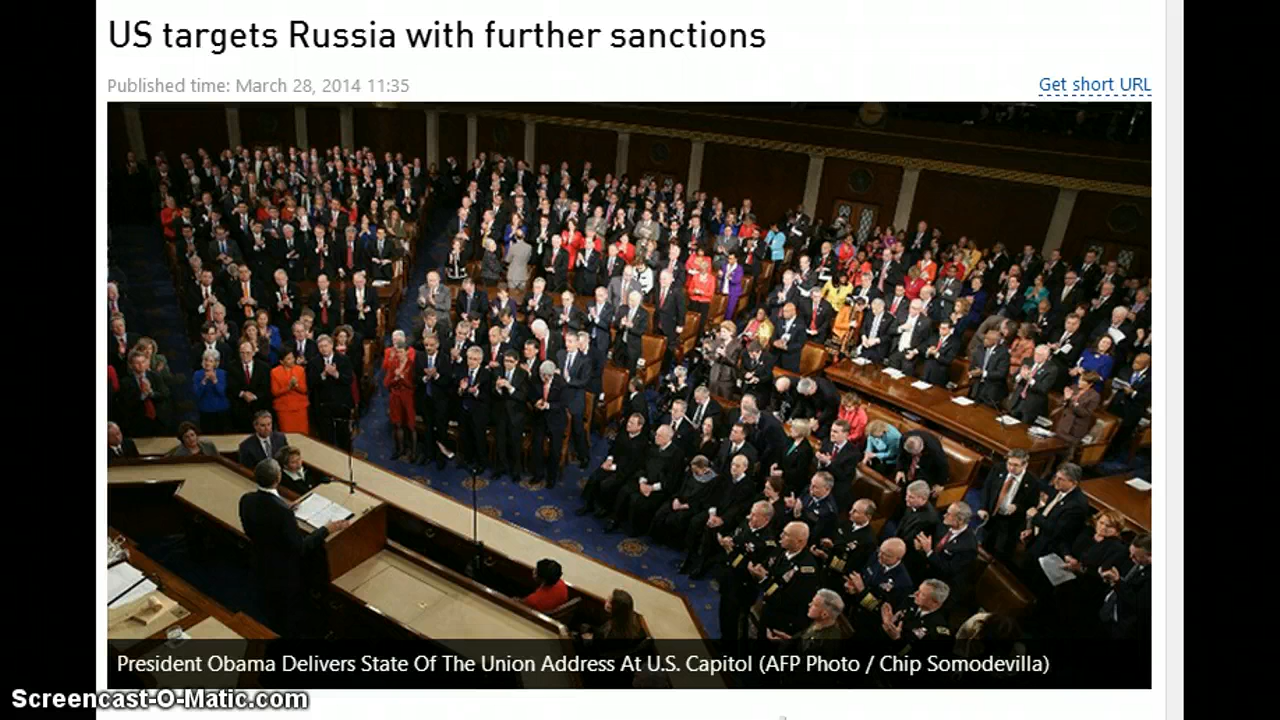 US targets Russia with further sanctions
Published time: March 28, 2014 11:35
Get short URL
President Obama Delivers State Of The Union Address At U.S. Capitol (AFP Photo / Chip Somodevilla)
Screencast-O-Matic.com